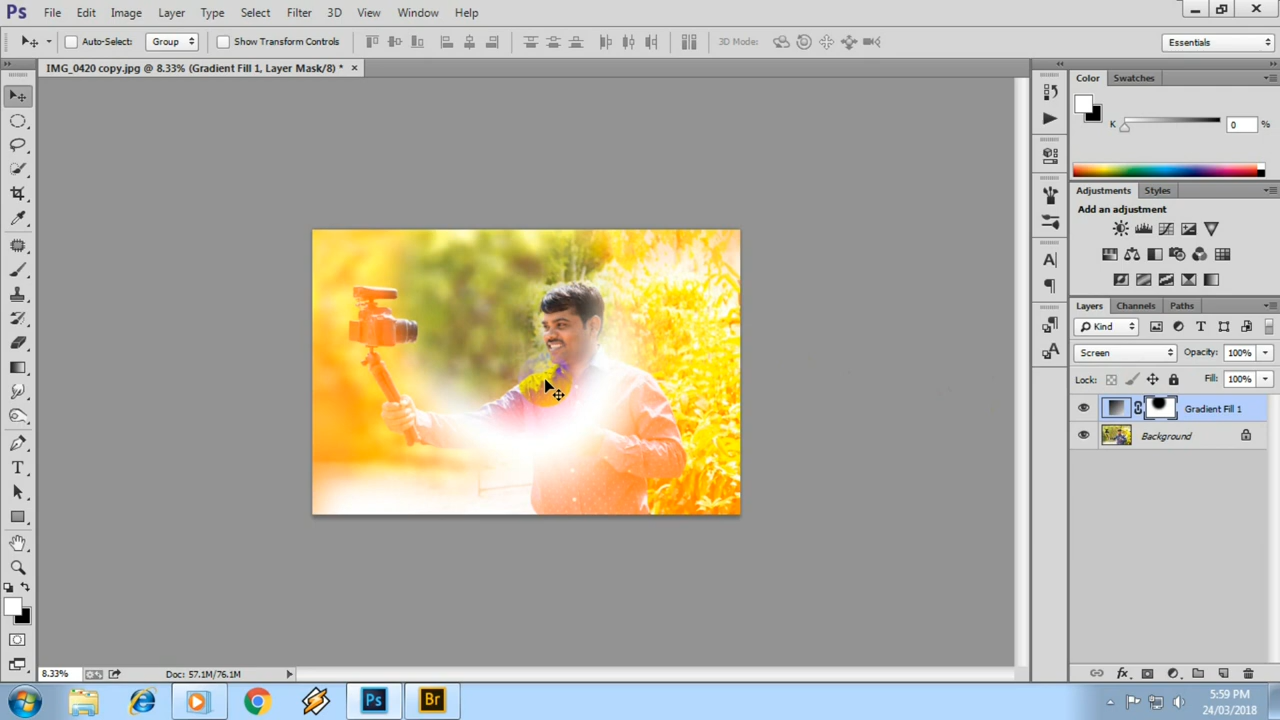 Ps File Edit Image Layer Type Select Filter 3D View Window Help
Auto-Select: Group Show Transform Controls 3D Mode: Essentials
IMG_0420 copy.jpg @ 8.33% (Gradient Fill 1, Layer Mask/8) * ×
Color Swatches
K 0 %
Adjustments Styles
Add an adjustment
Layers Channels Paths
Kind
Screen Opacity: 100%
Lock: Fill: 100%
Gradient Fill 1
Background
8.33% Doc: 57.1M/76.1M
Ps Br
5:59 PM
24/03/2018